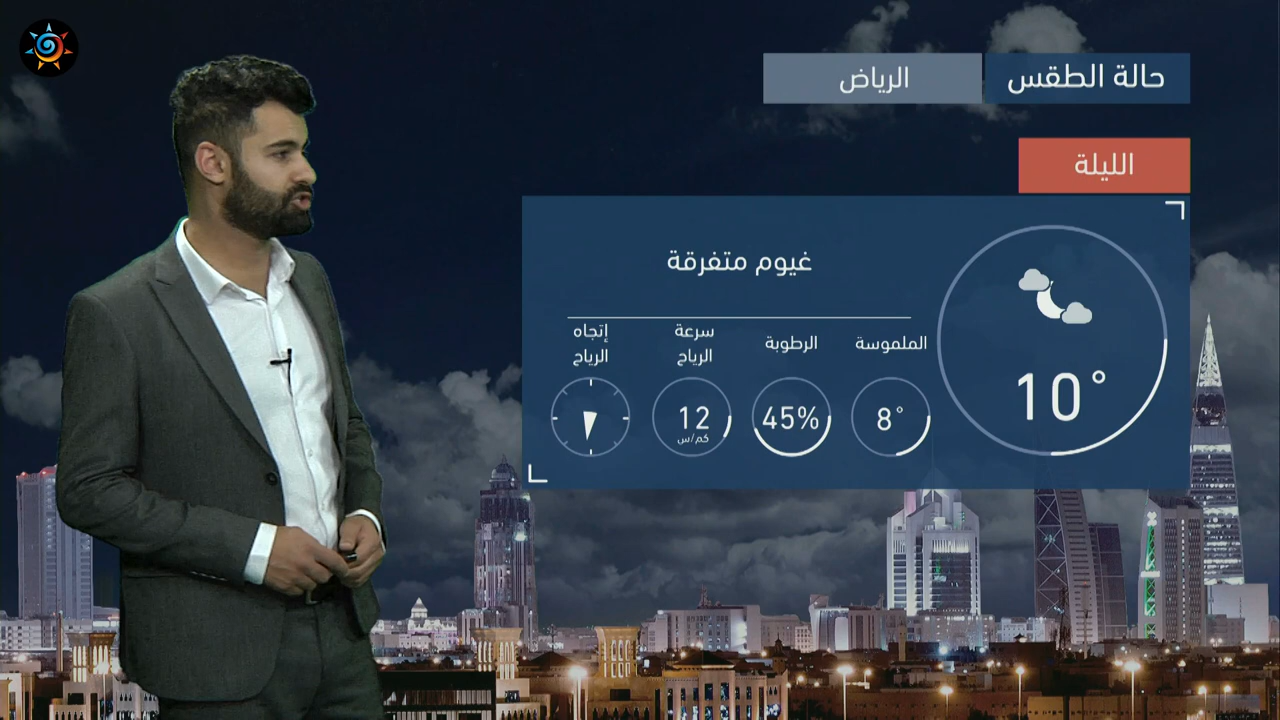 حالة الطقس
الرياض
الليلة
غيوم متفرقة
10°
الملموسة
8°
الرطوبة
45%
سرعة
الرياح
12
كم/س
إتجاه
الرياح